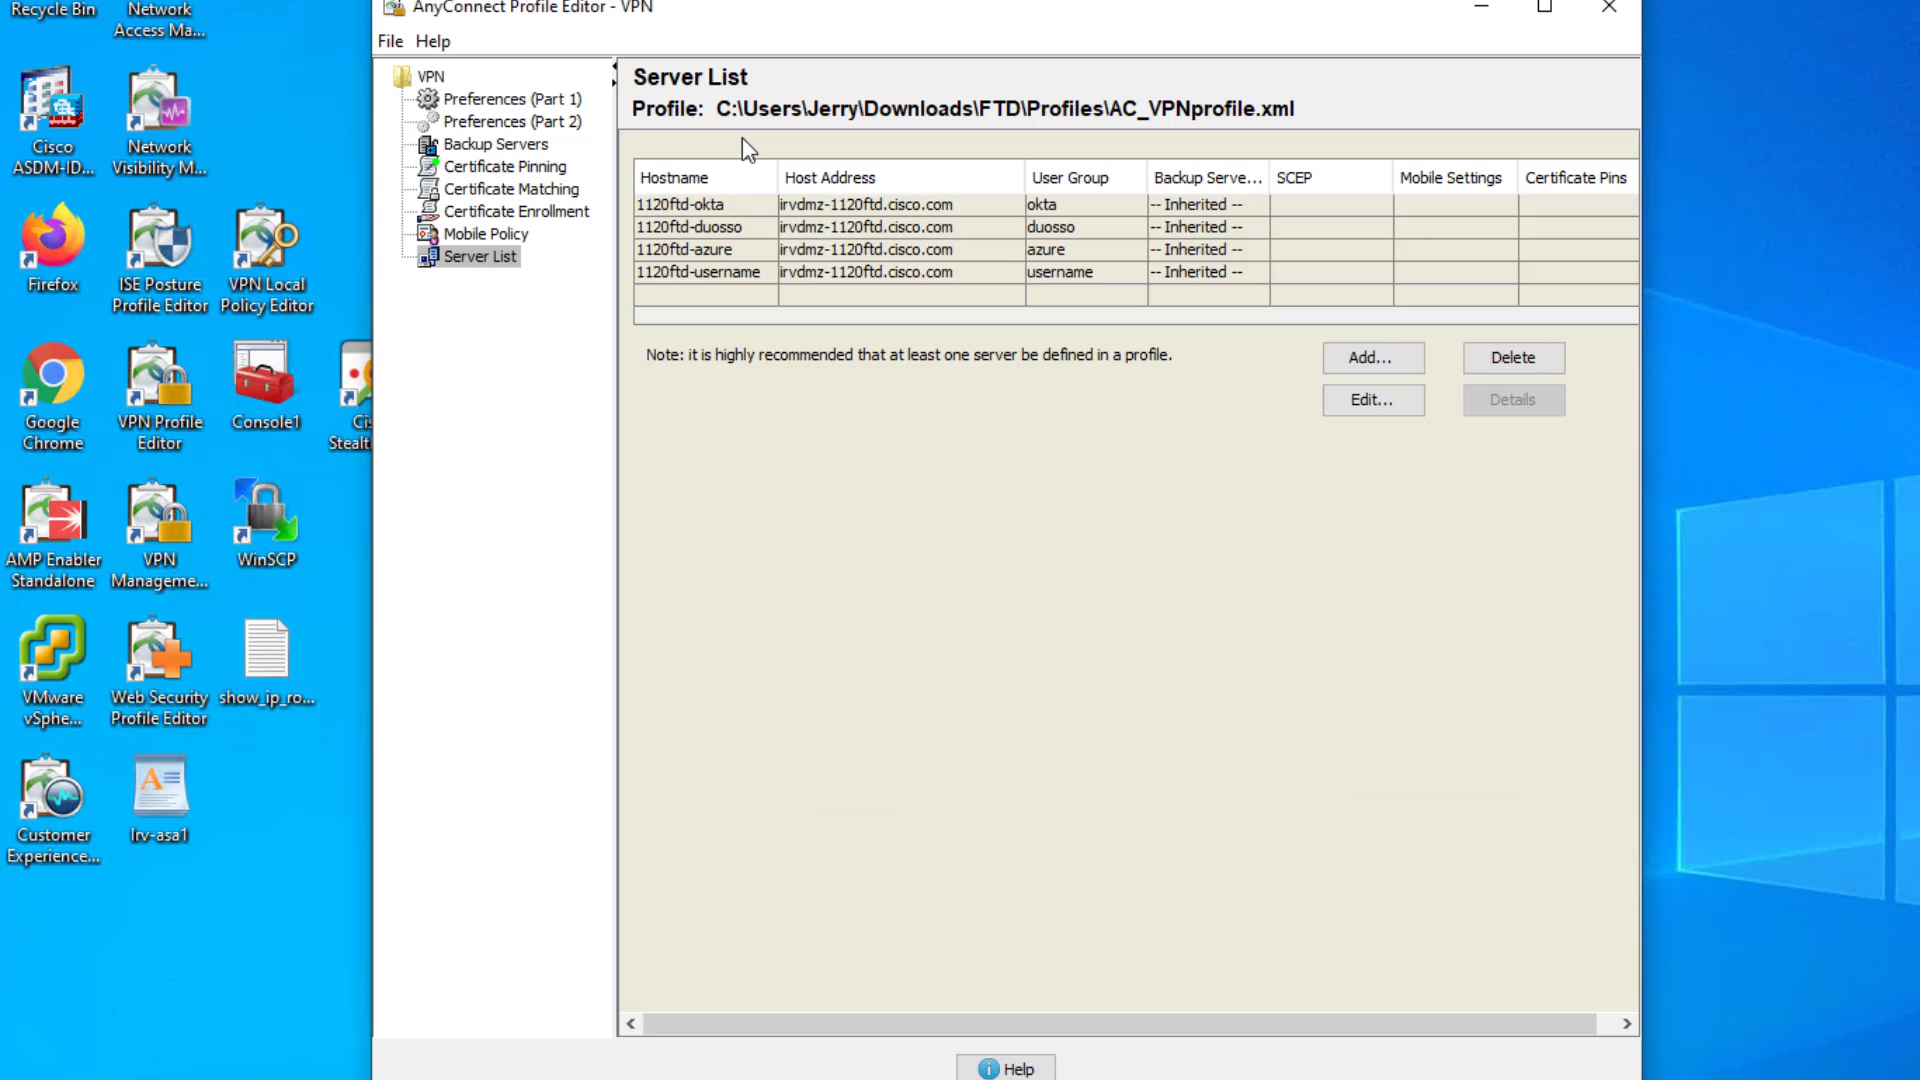 Recycle Bin
Network
Access Ma...
Cisco
ASDM-ID...
Network
Visibility M...
Firefox
ISE Posture
Profile Editor
VPN Local
Policy Editor
Google
Chrome
VPN Profile
Editor
Console1
Cis
Stealth
AMP Enabler
Standalone
VPN
Manageme...
WinSCP
VMware
vSphe...
Web Security
Profile Editor
show_ip_ro...
Customer
Experience...
Irv-asa1
AnyConnect Profile Editor - VPN
File Help
VPN
Preferences (Part 1)
Preferences (Part 2)
Backup Servers
Certificate Pinning
Certificate Matching
Certificate Enrollment
Mobile Policy
Server List
Server List
Profile: C:\Users\Jerry\Downloads\FTD\Profiles\AC_VPNprofile.xml
Hostname Host Address User Group Backup Serve... SCEP Mobile Settings Certificate Pins
1120ftd-okta irvdmz-1120ftd.cisco.com okta -- Inherited --
1120ftd-duosso irvdmz-1120ftd.cisco.com duosso -- Inherited --
1120ftd-azure irvdmz-1120ftd.cisco.com azure -- Inherited --
1120ftd-username irvdmz-1120ftd.cisco.com username -- Inherited --
Note: it is highly recommended that at least one server be defined in a profile.
Add... Delete
Edit... Details
Help